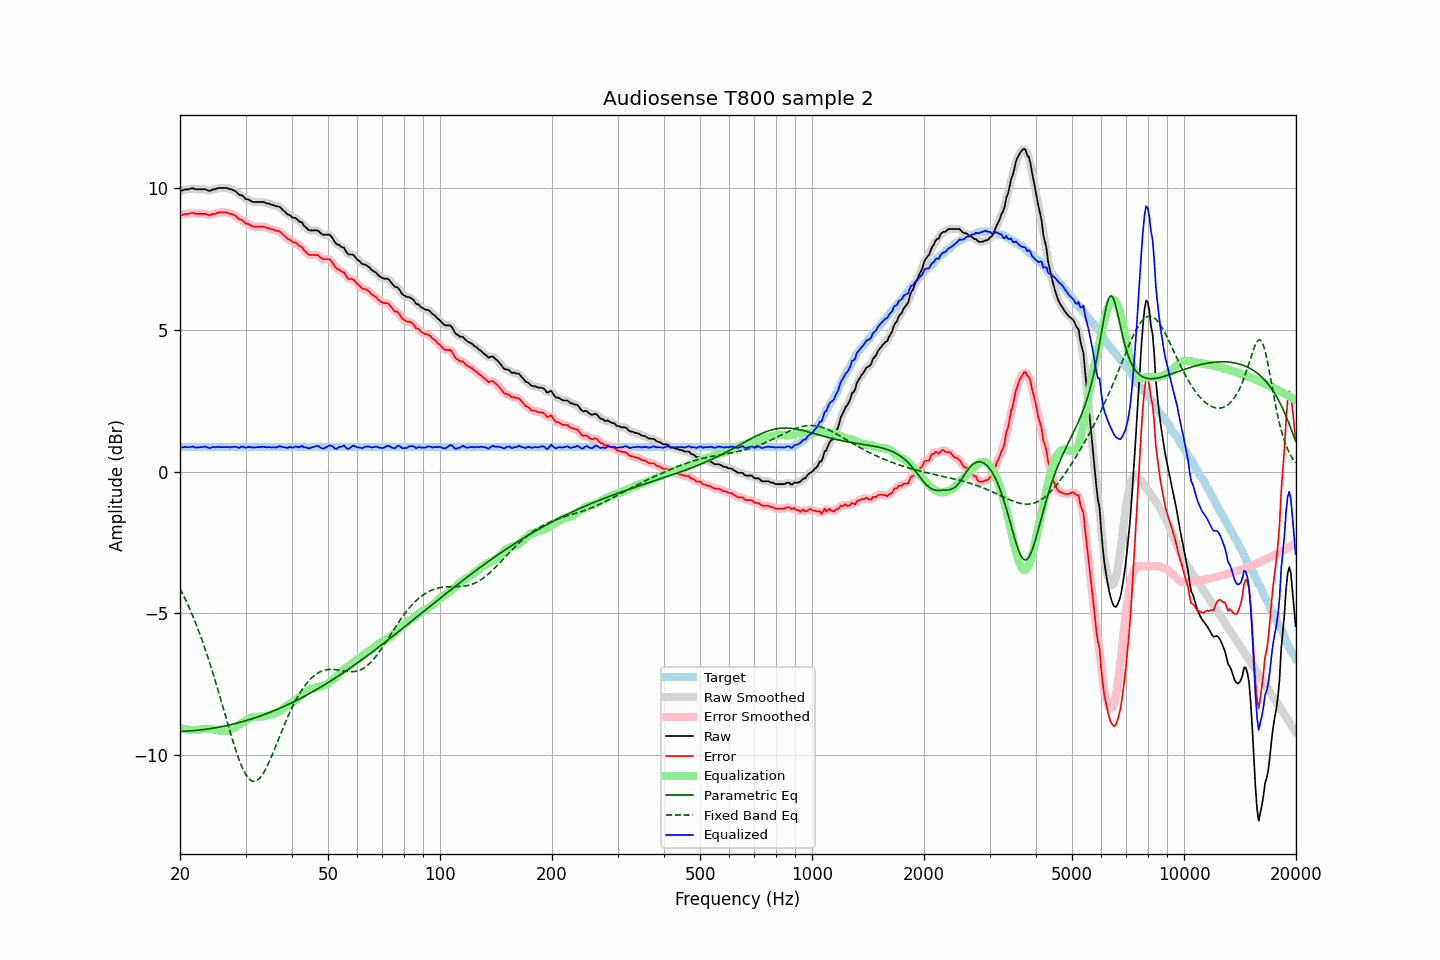 Audiosense T800 sample 2
Amplitude (dBr)
10
5
0
−5
−10
Target
Raw Smoothed
Error Smoothed
Raw
Error
Equalization
Parametric Eq
Fixed Band Eq
Equalized
20 50 100 200 500 1000 2000 5000 10000 20000
Frequency (Hz)